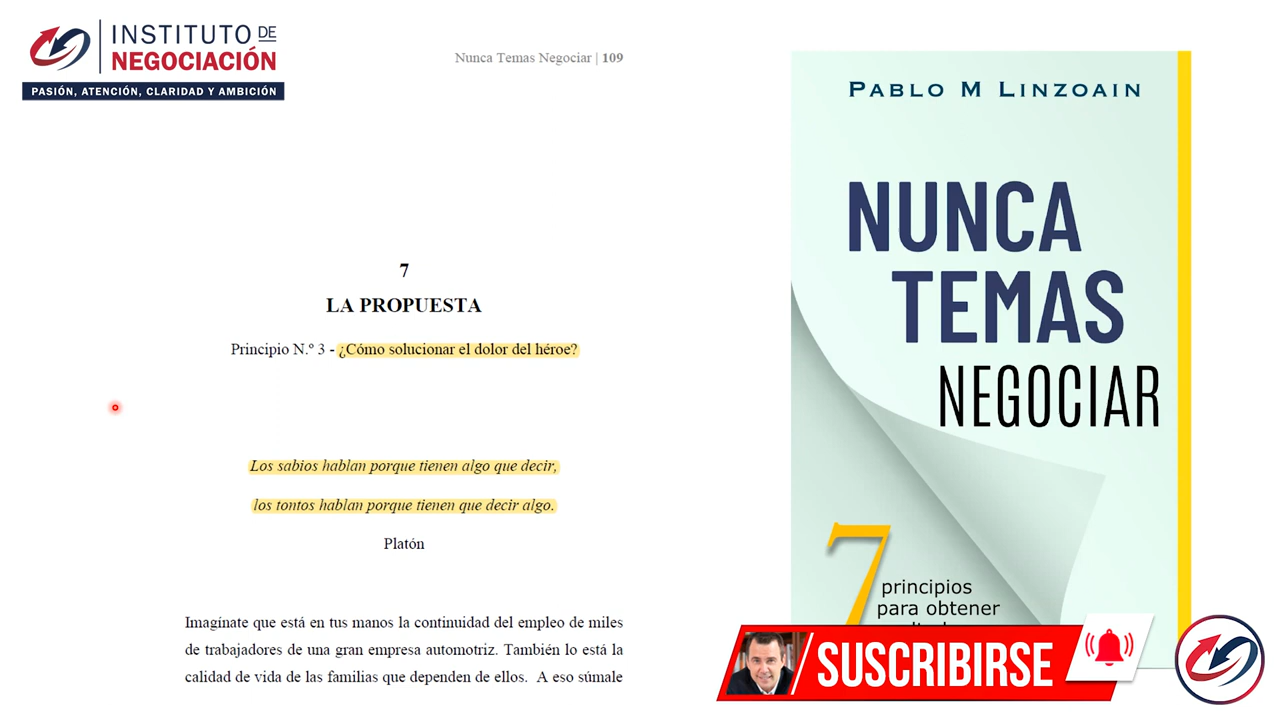 INSTITUTO DE
NEGOCIACIÓN
PASIÓN, ATENCIÓN, CLARIDAD Y AMBICIÓN
Nunca Temas Negociar | 109
7
LA PROPUESTA
Principio N.º 3 - ¿Cómo solucionar el dolor del héroe?
Los sabios hablan porque tienen algo que decir,
los tontos hablan porque tienen que decir algo.
Platón
Imagínate que está en tus manos la continuidad del empleo de miles
de trabajadores de una gran empresa automotriz. También lo está la
calidad de vida de las familias que dependen de ellos. A eso súmale
PABLO M LINZOAIN
NUNCA
TEMAS
NEGOCIAR
7
principios
para obtener
SUSCRIBIRSE